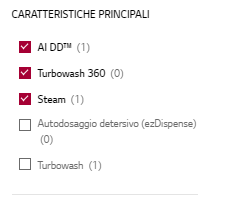 CARATTERISTICHE PRINCIPALI
AI DD™ (1)
Turbowash 360 (0)
Steam (1)
Autodosaggio detersivo (ezDispense)
(0)
Turbowash (1)